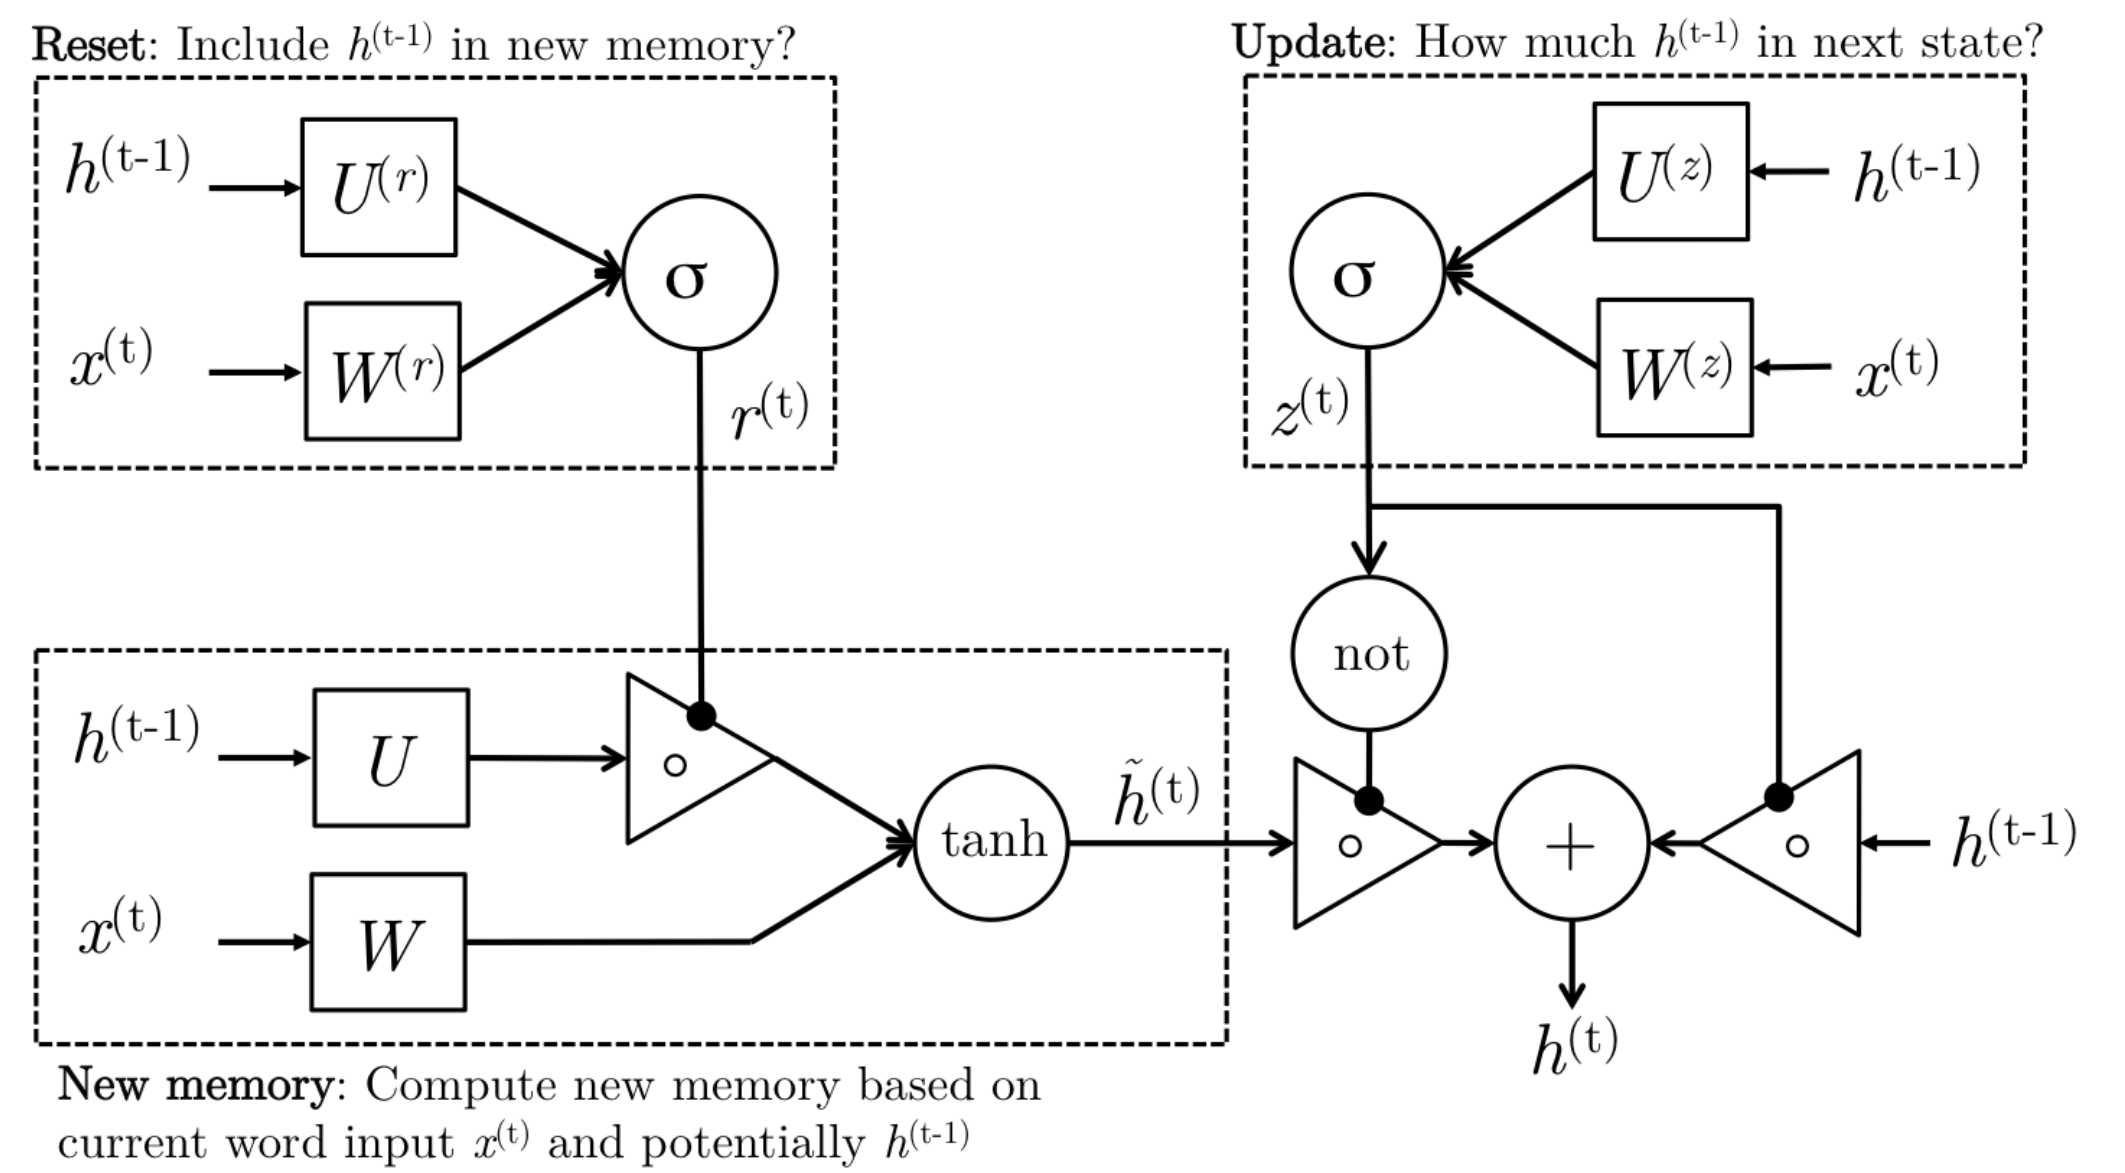 Reset: Include h^(t-1) in new memory?
Update: How much h^(t-1) in next state?
h^(t-1)
U^(r)
σ
x^(t)
W^(r)
r^(t)
σ
U^(z)
h^(t-1)
W^(z)
x^(t)
z^(t)
not
h^(t-1)
U
∘
x^(t)
W
tanh
h̃^(t)
∘
+
∘
h^(t-1)
h^(t)
New memory: Compute new memory based on
current word input x^(t) and potentially h^(t-1)